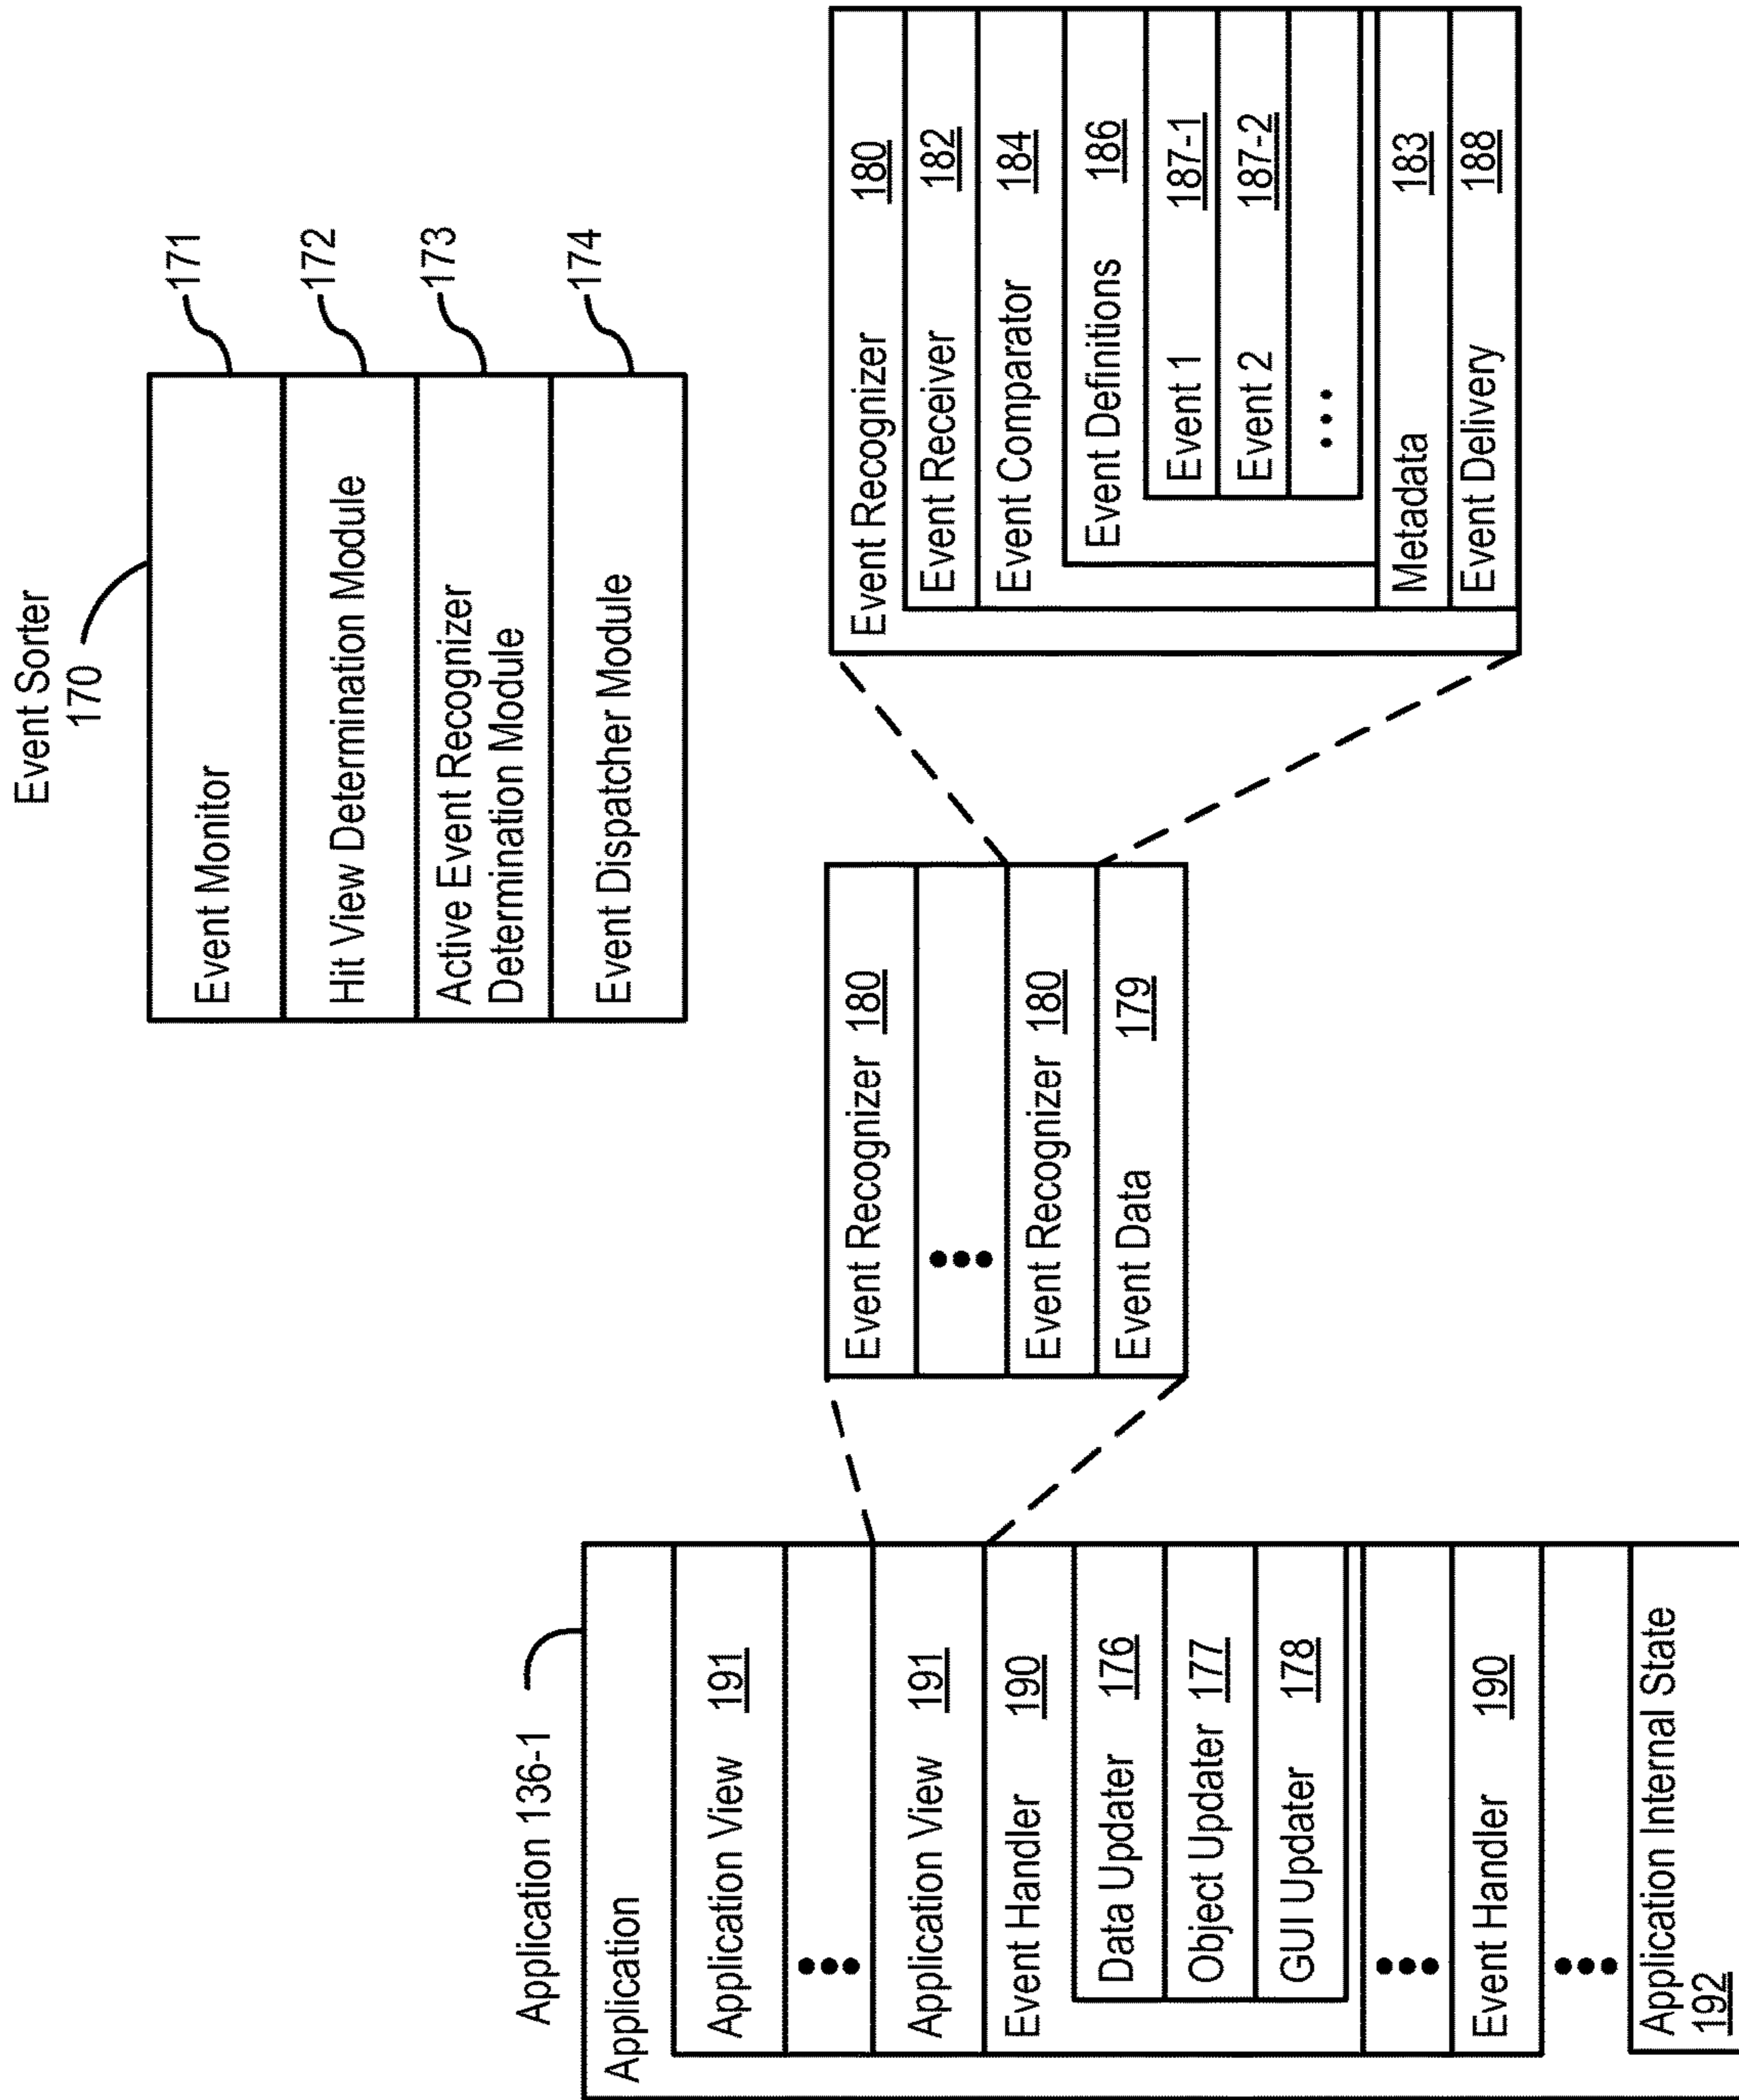 Event Sorter
170
Event Monitor
171
Hit View Determination Module
172
Active Event Recognizer
Determination Module
173
Event Dispatcher Module
174
Application 136-1
Application
Application View 191
•••
Application View 191
Event Handler 190
Data Updater 176
Object Updater 177
GUI Updater 178
•••
Event Handler 190
•••
Application Internal State
192
Event Recognizer 180
•••
Event Recognizer 180
Event Data 179
Event Recognizer 180
Event Receiver 182
Event Comparator 184
Event Definitions 186
Event 1 187-1
Event 2 187-2
•••
Metadata 183
Event Delivery 188